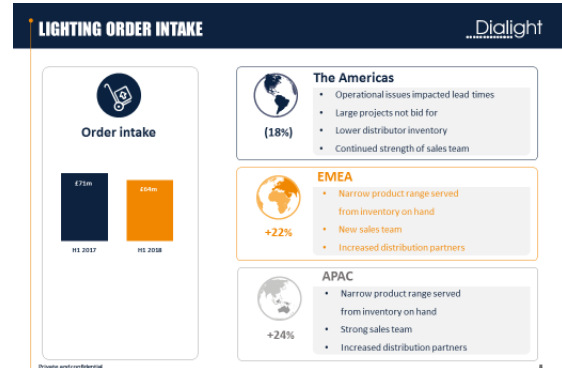 LIGHTING ORDER INTAKE
Dialight
Order intake
£71m
£64m
H1 2017
H1 2018
The Americas
• Operational issues impacted lead times
• Large projects not bid for
• Lower distributor inventory
• Continued strength of sales team
(18%)
EMEA
• Narrow product range served
from inventory on hand
• New sales team
• Increased distribution partners
+22%
APAC
• Narrow product range served
from inventory on hand
• Strong sales team
• Increased distribution partners
+24%
Private and confidential
8